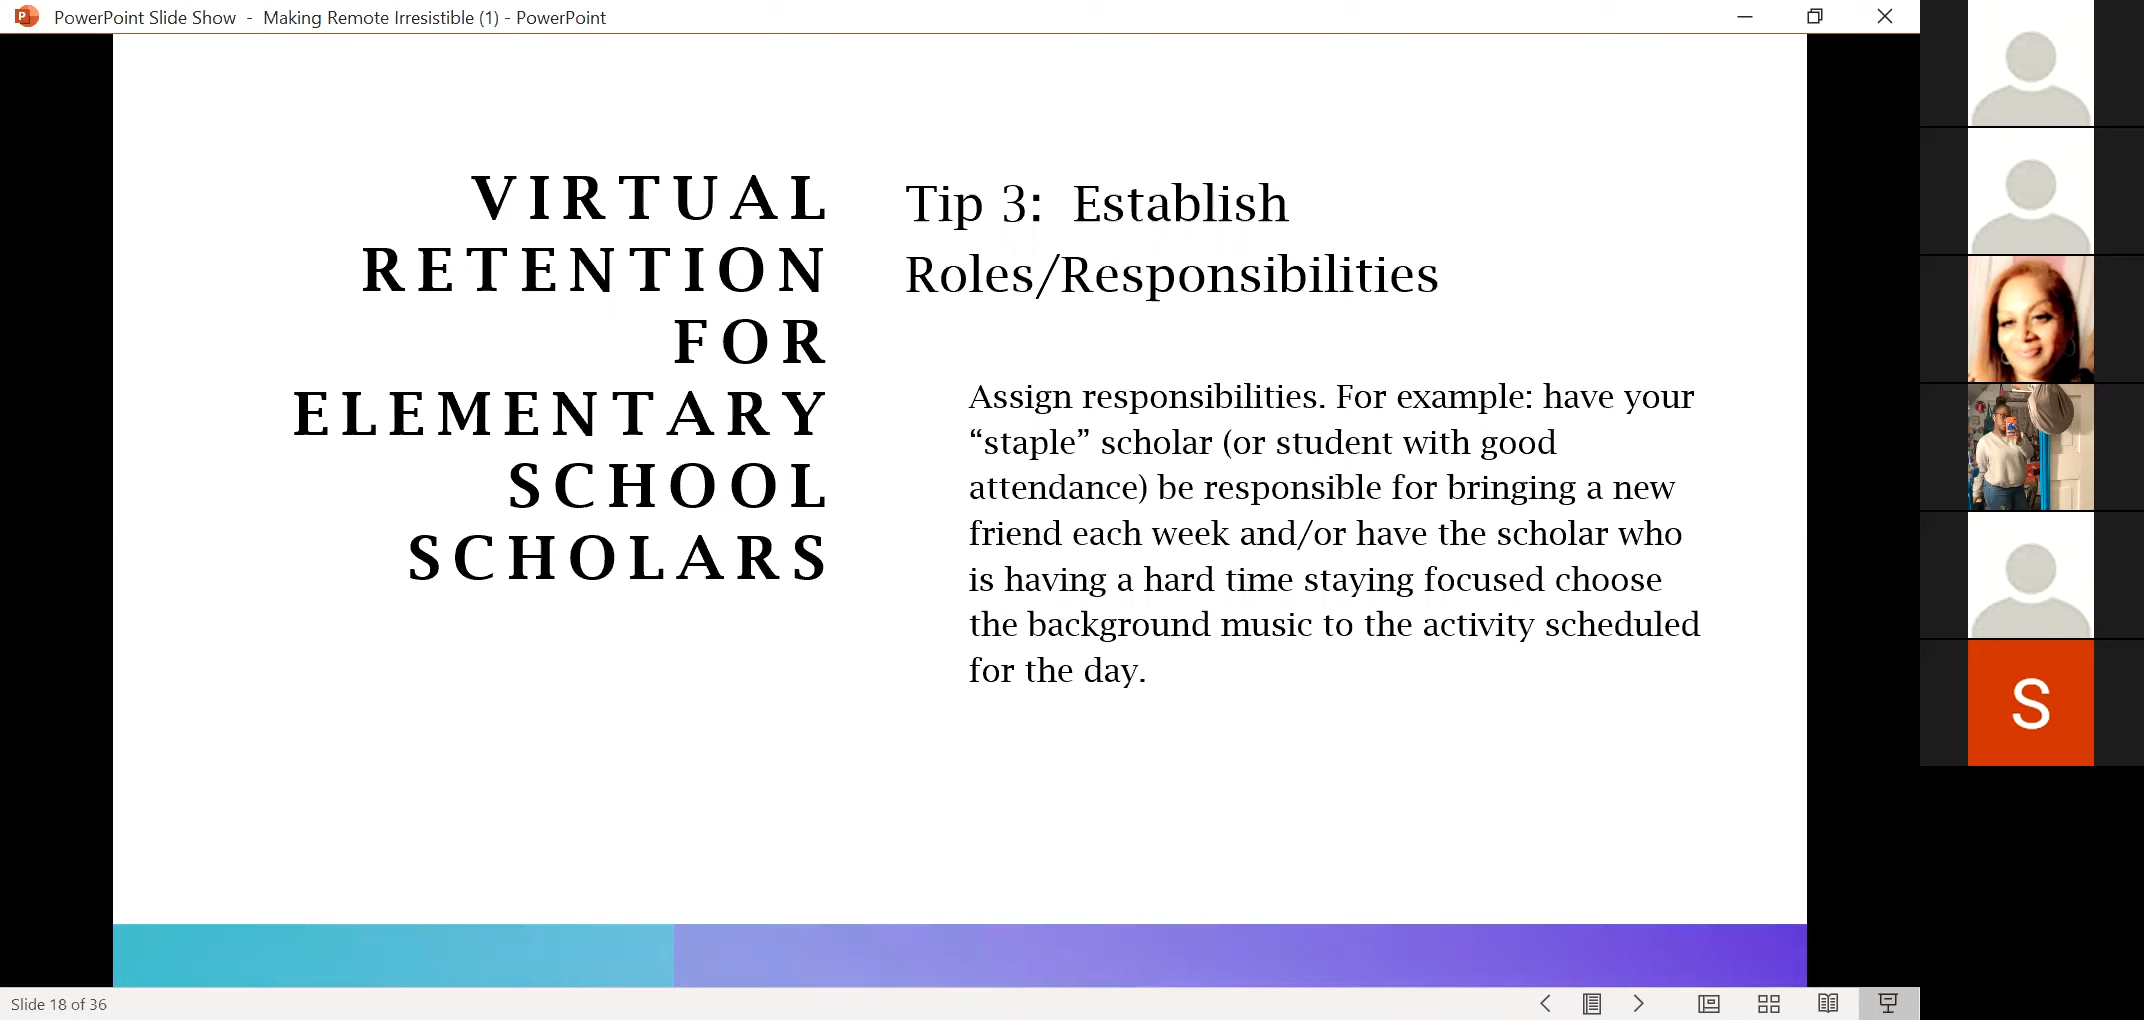 PowerPoint Slide Show - Making Remote Irresistible (1) - PowerPoint
VIRTUAL
RETENTION
FOR
ELEMENTARY
SCHOOL
SCHOLARS
Tip 3: Establish
Roles/Responsibilities
Assign responsibilities. For example: have your
“staple” scholar (or student with good
attendance) be responsible for bringing a new
friend each week and/or have the scholar who
is having a hard time staying focused choose
the background music to the activity scheduled
for the day.
S
Slide 18 of 36